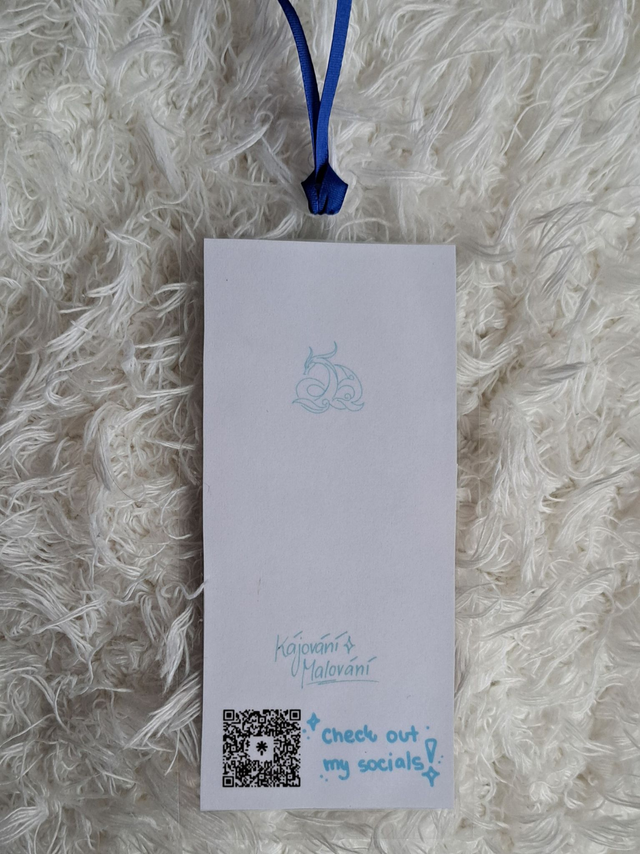 Kájování
Malování
Check out
my socials!